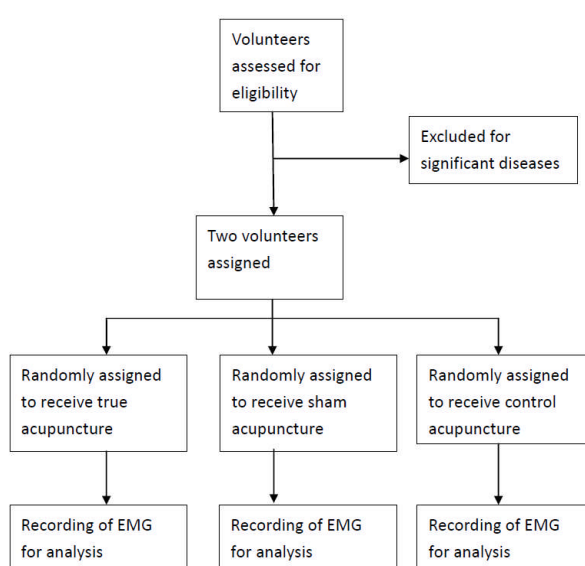 Volunteers
assessed for
eligibility
Excluded for
significant diseases
Two volunteers
assigned
Randomly assigned
to receive true
acupuncture
Randomly assigned
to receive sham
acupuncture
Randomly assigned
to receive control
acupuncture
Recording of EMG
for analysis
Recording of EMG
for analysis
Recording of EMG
for analysis